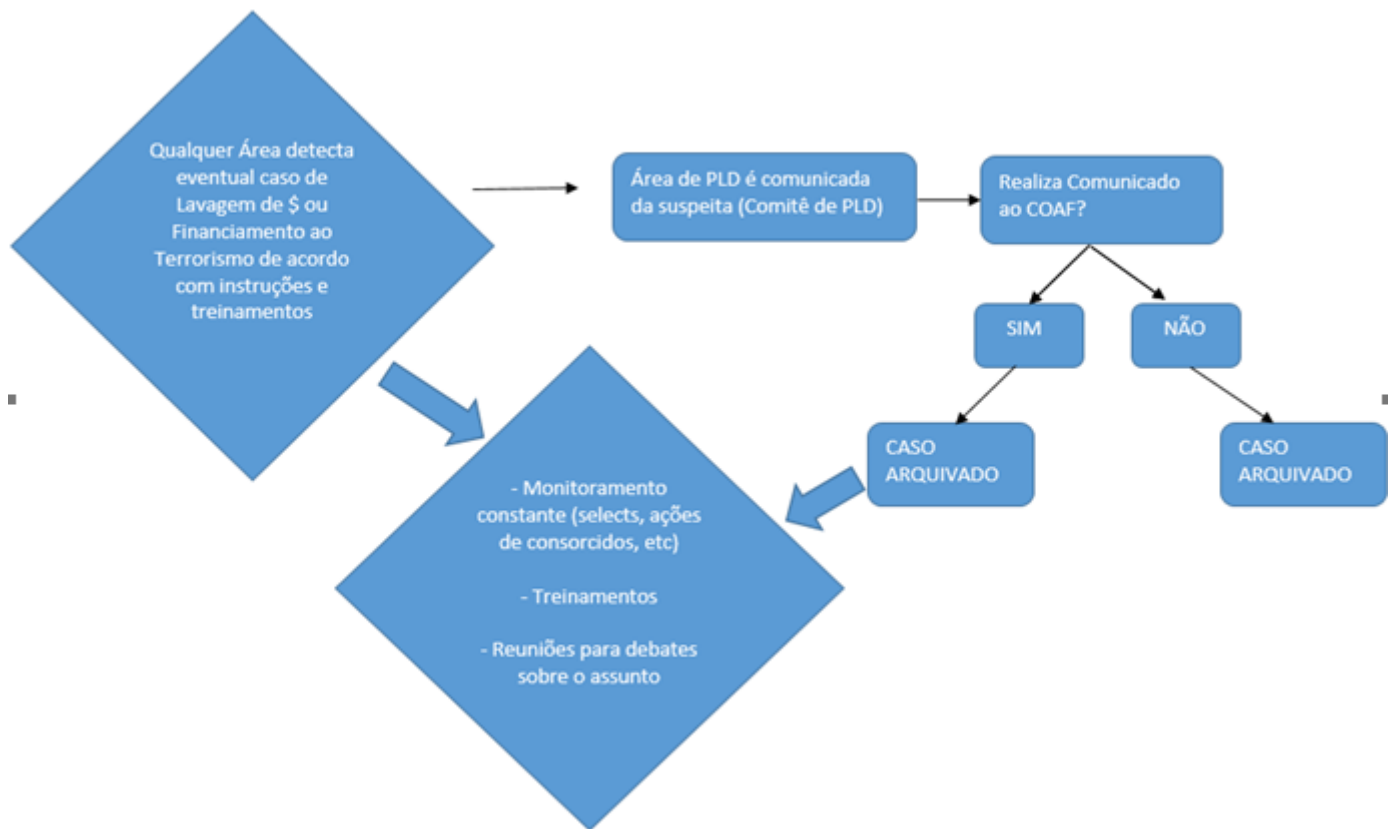 Qualquer Área detecta
eventual caso de
Lavagem de $ ou
Financiamento ao
Terrorismo de acordo
com instruções e
treinamentos
Área de PLD é comunicada
da suspeita (Comitê de PLD)
Realiza Comunicado
ao COAF?
SIM
NÃO
CASO
ARQUIVADO
CASO
ARQUIVADO
- Monitoramento
constante (selects, ações
de consorcidos, etc)
- Treinamentos
- Reuniões para debates
sobre o assunto